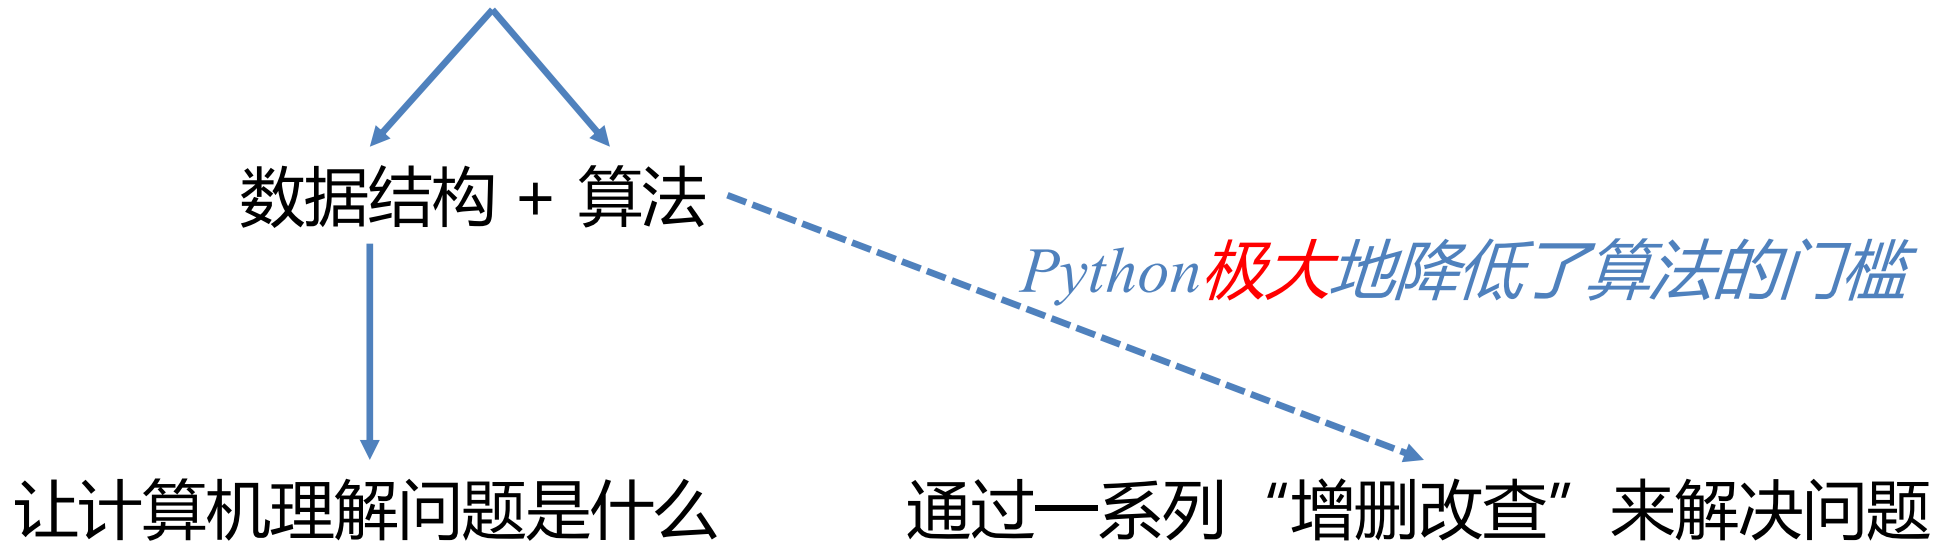 数据结构 + 算法
Python极大地降低了算法的门槛
让计算机理解问题是什么
通过一系列“增删改查”来解决问题